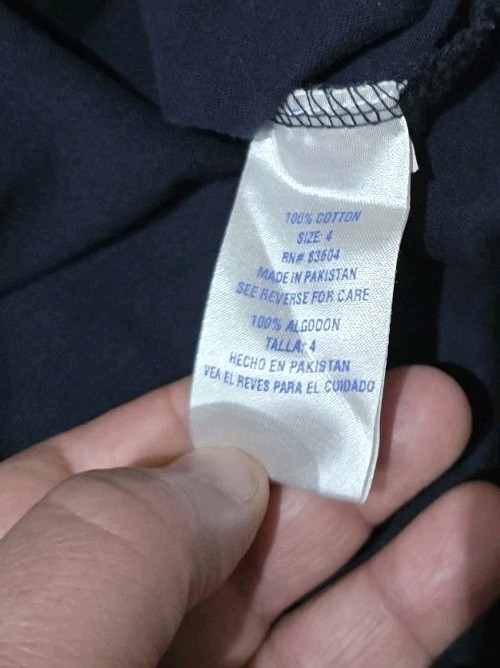 100% COTTON
SIZE: 4
RN# 83604
MADE IN PAKISTAN
SEE REVERSE FOR CARE
100% ALGODON
TALLA: 4
HECHO EN PAKISTAN
VEA EL REVES PARA EL CUIDADO